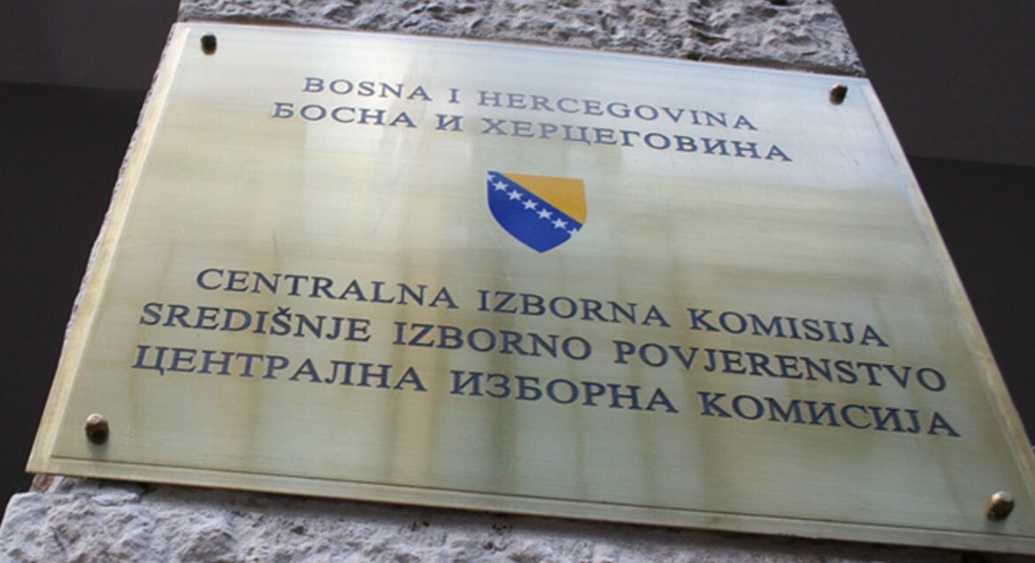 BOSNA I HERCEGOVINA
БОСНА И ХЕРЦЕГОВИНА
CENTRALNA IZBORNA KOMISIJA
SREDIŠNJE IZBORNO POVJERENSTVO
ЦЕНТРАЛНА ИЗБОРНА КОМИСИЈА